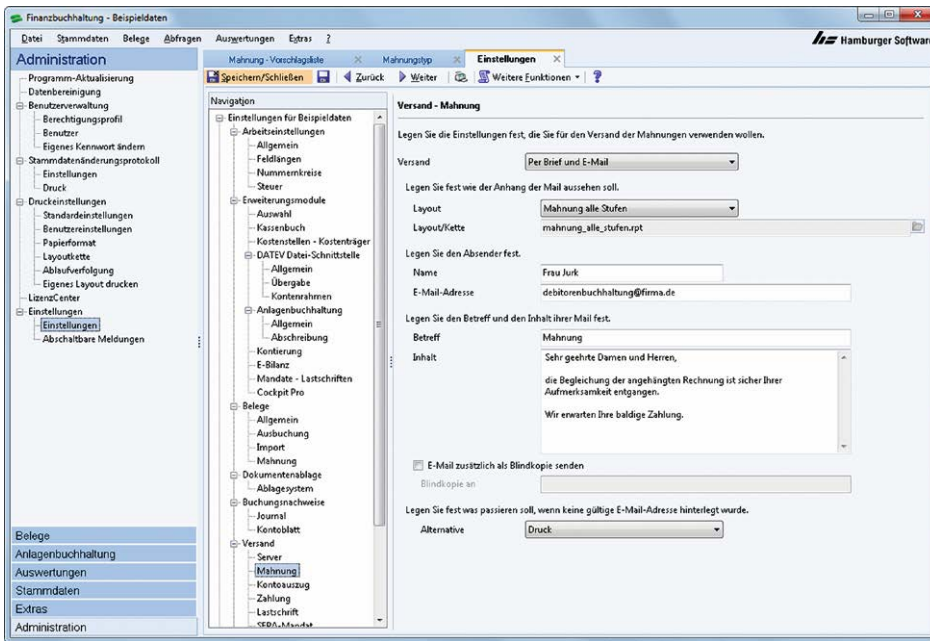 Finanzbuchhaltung - Beispieldaten
Datei Stammdaten Belege Abfragen Auswertungen Extras ?
Hamburger Software
Administration
Programm-Aktualisierung
Datenbereinigung
Benutzerverwaltung
Berechtigungsprofil
Benutzer
Eigenes Kennwort ändern
Stammdatenänderungsprotokoll
Einstellungen
Druck
Druckeinstellungen
Standardeinstellungen
Benutzereinstellungen
Papierformat
Layoutkette
Ablaufverfolgung
Eigenes Layout drucken
LizenzCenter
Einstellungen
Einstellungen
Abschaltbare Meldungen
Belege
Anlagenbuchhaltung
Auswertungen
Stammdaten
Extras
Administration
Mahnung - Vorschlagsliste Mahnungstyp Einstellungen
Speichern/Schließen Zurück Weiter Weitere Funktionen
Navigation
Einstellungen für Beispieldaten
Arbeitseinstellungen
Allgemein
Feldlängen
Nummernkreise
Steuer
Erweiterungsmodule
Auswahl
Kassenbuch
Kostenstellen - Kostenträger
DATEV Datei-Schnittstelle
Allgemein
Übergabe
Kontenrahmen
Anlagenbuchhaltung
Allgemein
Abschreibung
Kontierung
E-Bilanz
Mandate - Lastschriften
Cockpit Pro
Belege
Allgemein
Ausbuchung
Import
Mahnung
Dokumentenablage
Ablagesystem
Buchungsnachweise
Journal
Kontoblatt
Versand
Server
Mahnung
Kontoauszug
Zahlung
Lastschrift
SEPA-Mandat
Versand - Mahnung
Legen Sie die Einstellungen fest, die Sie für den Versand der Mahnungen verwenden wollen.
Versand Per Brief und E-Mail
Legen Sie fest wie der Anhang der Mail aussehen soll.
Layout Mahnung alle Stufen
Layout/Kette mahnung_alle_stufen.rpt
Legen Sie den Absender fest.
Name Frau Jurk
E-Mail-Adresse debitorenbuchhaltung@firma.de
Legen Sie den Betreff und den Inhalt ihrer Mail fest.
Betreff Mahnung
Inhalt Sehr geehrte Damen und Herren,
die Begleichung der angehängten Rechnung ist sicher Ihrer
Aufmerksamkeit entgangen.
Wir erwarten Ihre baldige Zahlung.
E-Mail zusätzlich als Blindkopie senden
Blindkopie an
Legen Sie fest was passieren soll, wenn keine gültige E-Mail-Adresse hinterlegt wurde.
Alternative Druck